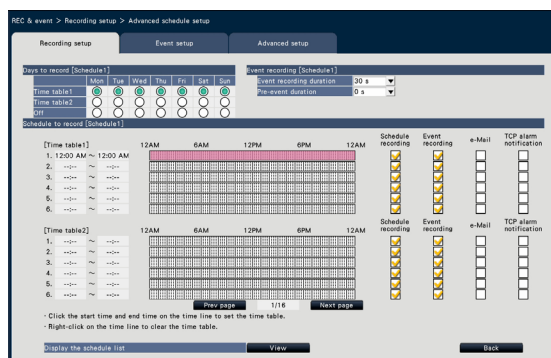 REC & event > Recording setup > Advanced schedule setup
Recording setup Event setup Advanced setup
Days to record [Schedule1] Event recording [Schedule1]
Mon Tue Wed Thu Fri Sat Sun Event recording duration 30 s
Time table1 Pre-event duration 0 s
Time table2
Off
Schedule to record [Schedule1]
[Time table1] 12AM 6AM 12PM 6PM 12AM Schedule recording Event recording e-Mail TCP alarm notification
1. 12:00 AM ~ 12:00 AM
2. --:-- ~ --:--
3. --:-- ~ --:--
4. --:-- ~ --:--
5. --:-- ~ --:--
6. --:-- ~ --:--
[Time table2] 12AM 6AM 12PM 6PM 12AM Schedule recording Event recording e-Mail TCP alarm notification
1. --:-- ~ --:--
2. --:-- ~ --:--
3. --:-- ~ --:--
4. --:-- ~ --:--
5. --:-- ~ --:--
6. --:-- ~ --:--
Prev page 1/16 Next page
· Click the start time and end time on the time line to set the time table.
· Right-click on the time line to clear the time table.
Display the schedule list View Back